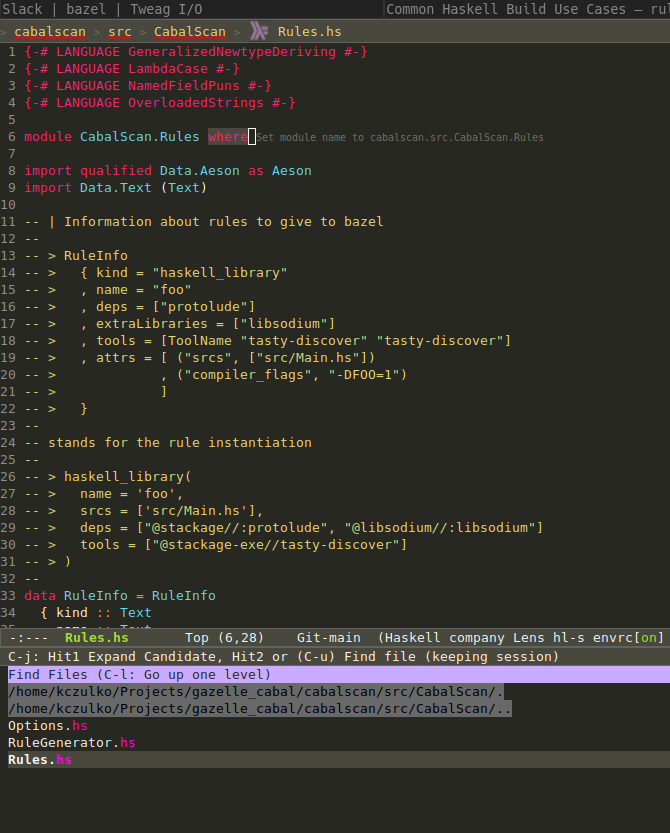 Slack | bazel | Tweag I/O
Common Haskell Build Use Cases — rul
> cabalscan > src > CabalScan > Rules.hs
1 {-# LANGUAGE GeneralizedNewtypeDeriving #-}
2 {-# LANGUAGE LambdaCase #-}
3 {-# LANGUAGE NamedFieldPuns #-}
4 {-# LANGUAGE OverloadedStrings #-}
5
6 module CabalScan.Rules where Set module name to cabalscan.src.CabalScan.Rules
7
8 import qualified Data.Aeson as Aeson
9 import Data.Text (Text)
10
11 -- | Information about rules to give to bazel
12 --
13 -- > RuleInfo
14 -- >   { kind = "haskell_library"
15 -- >   , name = "foo"
16 -- >   , deps = ["protolude"]
17 -- >   , extraLibraries = ["libsodium"]
18 -- >   , tools = [ToolName "tasty-discover" "tasty-discover"]
19 -- >   , attrs = [ ("srcs", ["src/Main.hs"])
20 -- >             , ("compiler_flags", "-DFOO=1")
21 -- >             ]
22 -- >   }
23 --
24 -- stands for the rule instantiation
25 --
26 -- > haskell_library(
27 -- >   name = 'foo',
28 -- >   srcs = ['src/Main.hs'],
29 -- >   deps = ["@stackage//:protolude", "@libsodium//:libsodium"]
30 -- >   tools = ["@stackage-exe//tasty-discover"]
31 -- > )
32 --
33 data RuleInfo = RuleInfo
34   { kind :: Text
-:---  Rules.hs       Top (6,28)    Git-main  (Haskell company Lens hl-s envrc[on]
C-j: Hit1 Expand Candidate, Hit2 or (C-u) Find file (keeping session)
Find Files (C-l: Go up one level)
/home/kczulko/Projects/gazelle_cabal/cabalscan/src/CabalScan/.
/home/kczulko/Projects/gazelle_cabal/cabalscan/src/CabalScan/..
Options.hs
RuleGenerator.hs
Rules.hs